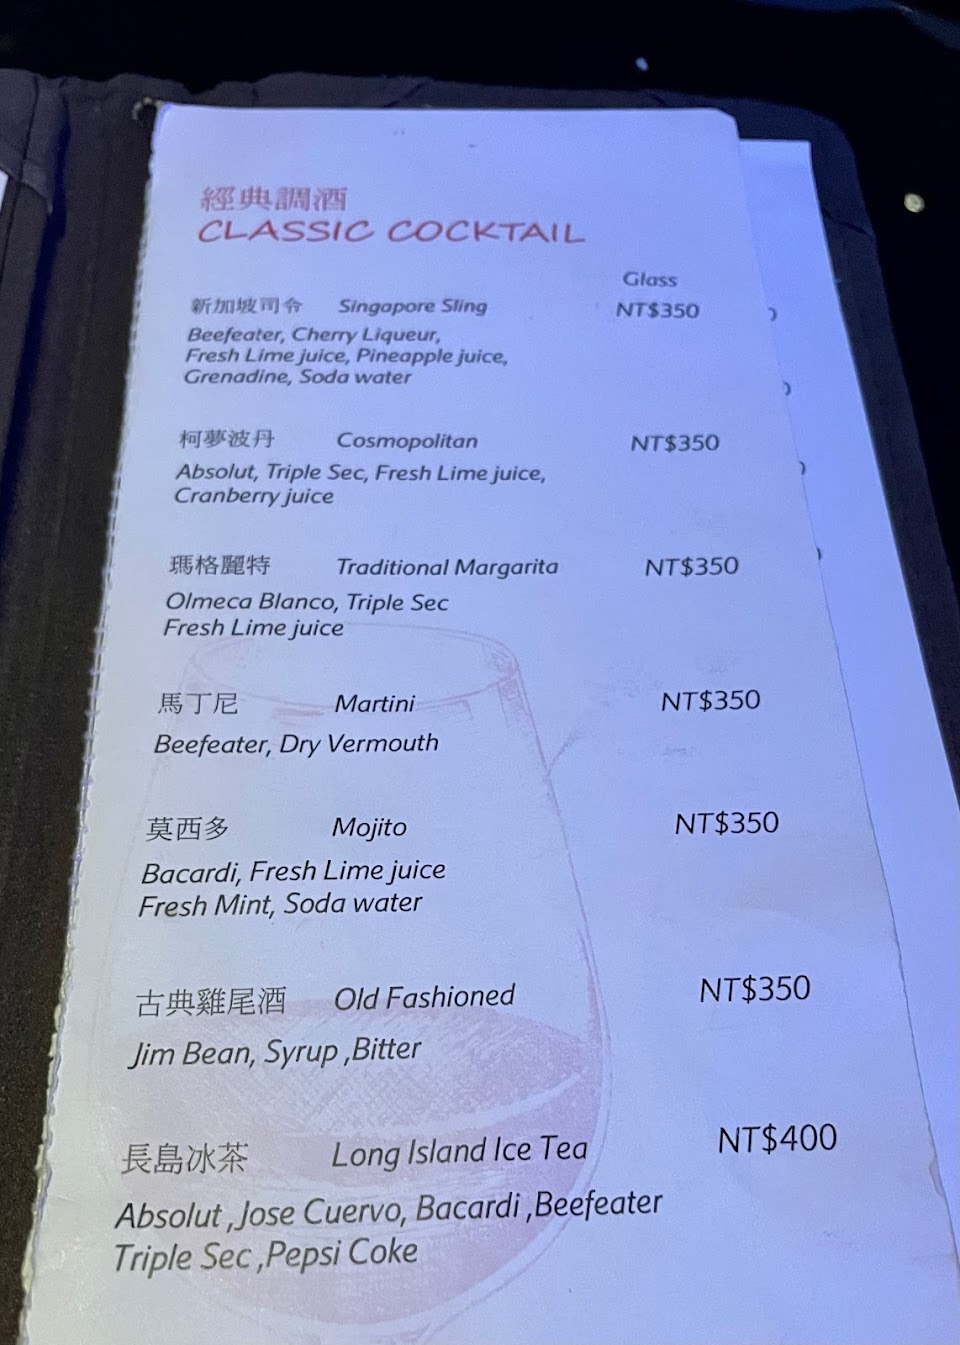 經典調酒
CLASSIC COCKTAIL
Glass
新加坡司令 Singapore Sling NT$350
Beefeater, Cherry Liqueur,
Fresh Lime juice, Pineapple juice,
Grenadine, Soda water
柯夢波丹 Cosmopolitan NT$350
Absolut, Triple Sec, Fresh Lime juice,
Cranberry juice
瑪格麗特 Traditional Margarita NT$350
Olmeca Blanco, Triple Sec
Fresh Lime juice
馬丁尼 Martini NT$350
Beefeater, Dry Vermouth
莫西多 Mojito NT$350
Bacardi, Fresh Lime juice
Fresh Mint, Soda water
古典雞尾酒 Old Fashioned NT$350
Jim Bean, Syrup ,Bitter
長島冰茶 Long Island Ice Tea NT$400
Absolut ,Jose Cuervo, Bacardi ,Beefeater
Triple Sec ,Pepsi Coke